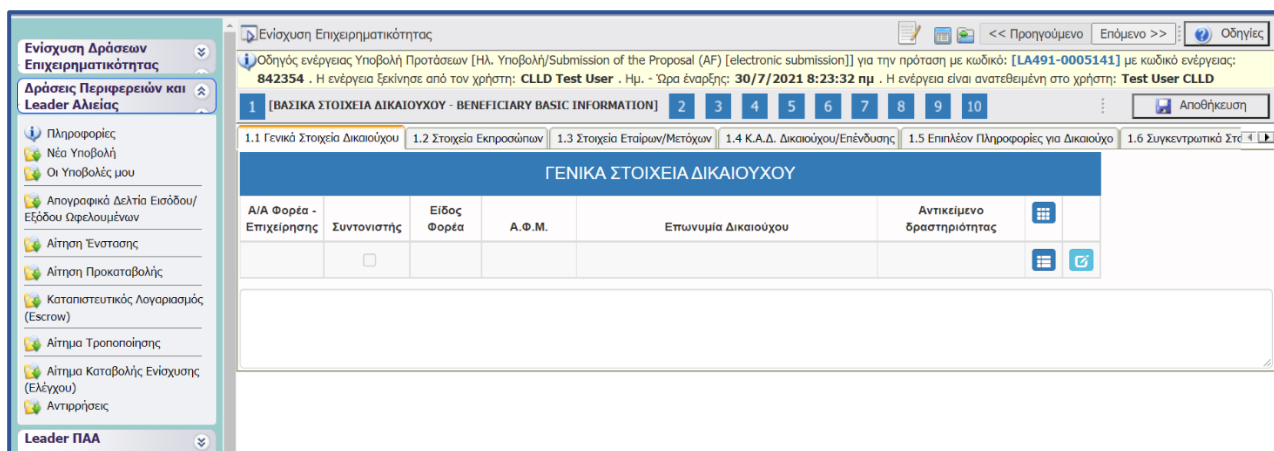 Ενίσχυση Δράσεων
Επιχειρηματικότητας
Δράσεις Περιφερειών και
Leader Αλιείας
Πληροφορίες
Νέα Υποβολή
Οι Υποβολές μου
Απογραφικά Δελτία Εισόδου/
Εξόδου Ωφελουμένων
Αίτηση Ένστασης
Αίτηση Προκαταβολής
Καταπιστευτικός Λογαριασμός
(Escrow)
Αίτημα Τροποποίησης
Αίτημα Καταβολής Ενίσχυσης
(Ελέγχου)
Αντιρρήσεις
Leader ΠΑΑ
Ενίσχυση Επιχειρηματικότητας
<< Προηγούμενο Επόμενο >> Οδηγίες
Οδηγός ενέργειας Υποβολή Προτάσεων [Ηλ. Υποβολή/Submission of the Proposal (AF) [electronic submission]] για την πρόταση με κωδικό: [LA491-0005141] με κωδικό ενέργειας:
842354 . Η ενέργεια ξεκίνησε από τον χρήστη: CLLD Test User . Ημ. - Ώρα έναρξης: 30/7/2021 8:23:32 πμ . Η ενέργεια είναι ανατεθειμένη στο χρήστη: Test User CLLD
1 [ΒΑΣΙΚΑ ΣΤΟΙΧΕΙΑ ΔΙΚΑΙΟΥΧΟΥ - BENEFICIARY BASIC INFORMATION] 2 3 4 5 6 7 8 9 10 Αποθήκευση
1.1 Γενικά Στοιχεία Δικαιούχου 1.2 Στοιχεία Εκπροσώπων 1.3 Στοιχεία Εταίρων/Μετόχων 1.4 Κ.Α.Δ. Δικαιούχου/Επένδυσης 1.5 Επιπλέον Πληροφορίες για Δικαιούχο 1.6 Συγκεντρωτικά Στο
ΓΕΝΙΚΑ ΣΤΟΙΧΕΙΑ ΔΙΚΑΙΟΥΧΟΥ
Α/Α Φορέα - Είδος Αντικείμενο
Επιχείρησης Συντονιστής Φορέα Α.Φ.Μ. Επωνυμία Δικαιούχου δραστηριότητας